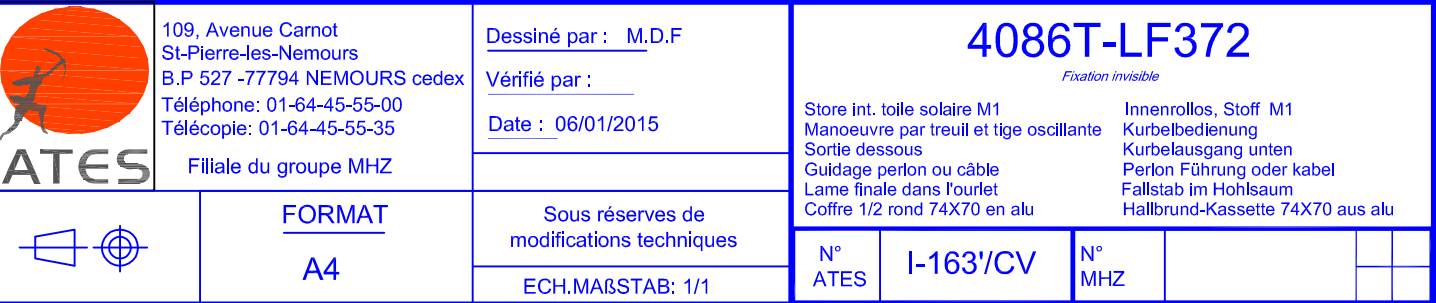 ATES
109, Avenue Carnot
St-Pierre-les-Nemours
B.P 527 -77794 NEMOURS cedex
Téléphone: 01-64-45-55-00
Télécopie: 01-64-45-55-35
Filiale du groupe MHZ
Dessiné par : M.D.F
Vérifié par :
Date : 06/01/2015
FORMAT
A4
Sous réserves de
modifications techniques
ECH.MAßSTAB: 1/1
4086T-LF372
Fixation invisible
Store int. toile solaire M1
Manoeuvre par treuil et tige oscillante
Sortie dessous
Guidage perlon ou câble
Lame finale dans l'ourlet
Coffre 1/2 rond 74X70 en alu
Innenrollos, Stoff M1
Kurbelbedienung
Kurbelausgang unten
Perlon Führung oder kabel
Fallstab im Hohlsaum
Hallbrund-Kassette 74X70 aus alu
N°
ATES
I-163'/CV
N°
MHZ